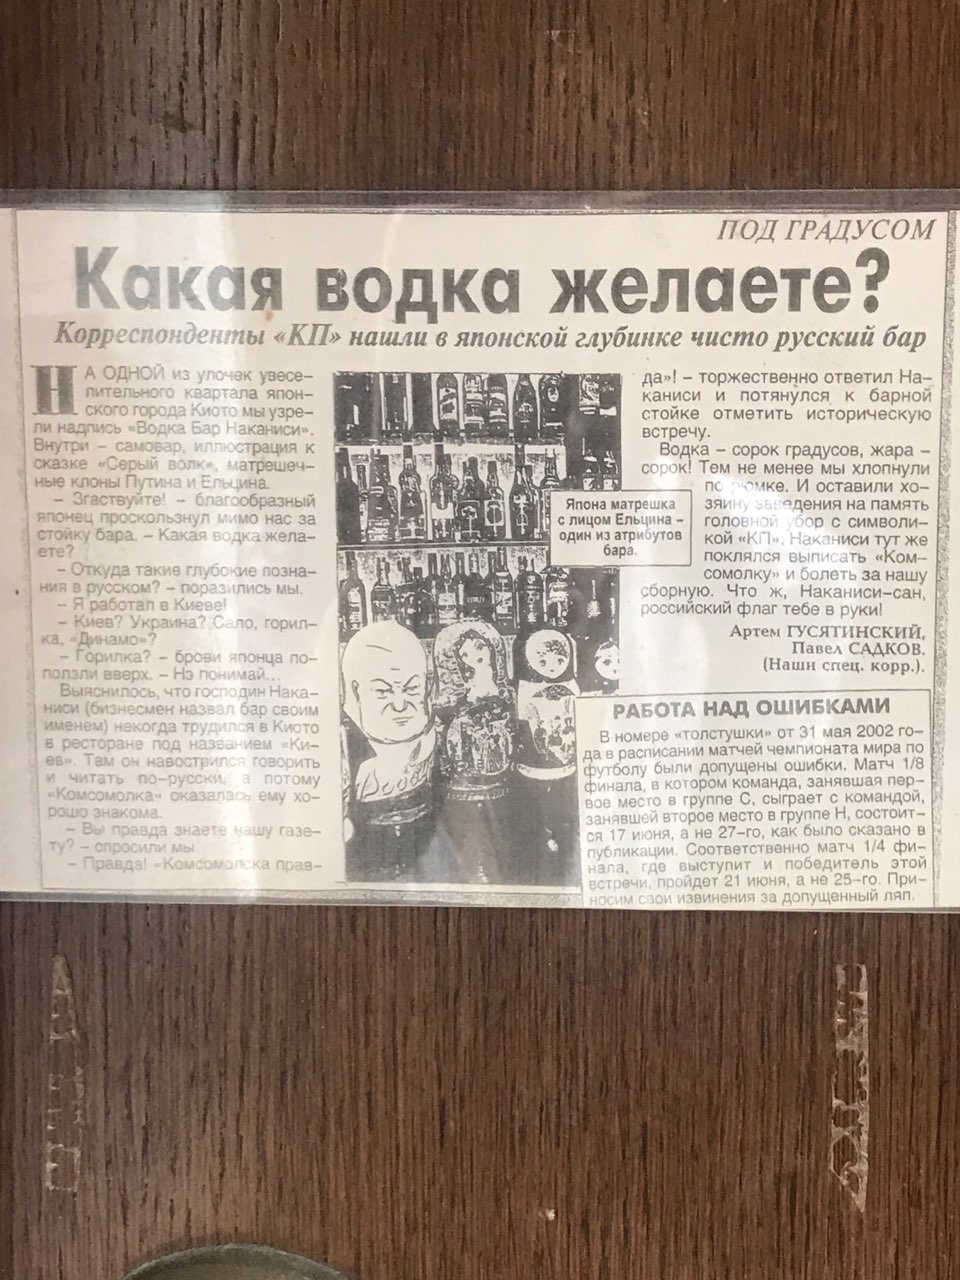 ПОД ГРАДУСОМ
Какая водка желаете?
Корреспонденты «КП» нашли в японской глубинке чисто русский бар
НА ОДНОЙ из улочек увесе-
лительного квартала япон-
ского города Киото мы узре-
ли надпись «Водка Бар Наканиси».
Внутри – самовар, иллюстрация к
сказке «Серый волк», матрешеч-
ные клоны Путина и Ельцина.
– Згаствуйте! – благообразный
японец проскользнул мимо нас за
стойку бара. – Какая водка жела-
ете?
– Откуда такие глубокие позна-
ния в русском? – поразились мы.
– Я работал в Киеве!
– Киев? Украина? Сало, горил-
ка, «Динамо»?
– Горилка? – брови японца по-
ползли вверх. – Нэ понимай...
Выяснилось, что господин Нака-
ниси (бизнесмен назвал бар своим
именем) некогда трудился в Киото
в ресторане под названием «Ки-
ев». Там он навострился говорить
и читать по-русски, а потому
«Комсомолка» оказалась ему хо-
рошо знакома.
– Вы правда знаете нашу газе-
ту? – спросили мы
– Правда! «Комсомолска прав-
Япона матрешка
с лицом Ельцина –
один из атрибутов
бара.
да»! – торжественно ответил На-
каниси и потянулся к барной
стойке отметить историческую
встречу.
Водка – сорок градусов, жара –
сорок! Тем не менее мы хлопнули
по рюмке. И оставили хо-
зяину заведения на память
головной убор с символи-
кой «КП». Наканиси тут же
поклялся выписать «Ком-
сомолку» и болеть за нашу
сборную. Что ж, Наканиси-сан,
российский флаг тебе в руки!
Артем ГУСЯТИНСКИЙ,
Павел САДКОВ.
(Наши спец. корр.).
РАБОТА НАД ОШИБКАМИ
В номере «толстушки» от 31 мая 2002 го-
да в расписании матчей чемпионата мира по
футболу были допущены ошибки. Матч 1/8
финала, в котором команда, занявшая пер-
вое место в группе С, сыграет с командой,
занявшей второе место в группе Н, состоит-
ся 17 июня, а не 27-го, как было сказано в
публикации. Соответственно матч 1/4 фи-
нала, где выступит и победитель этой
встречи, пройдет 21 июня, а не 25-го. При-
носим свои извинения за допущенный ляп.